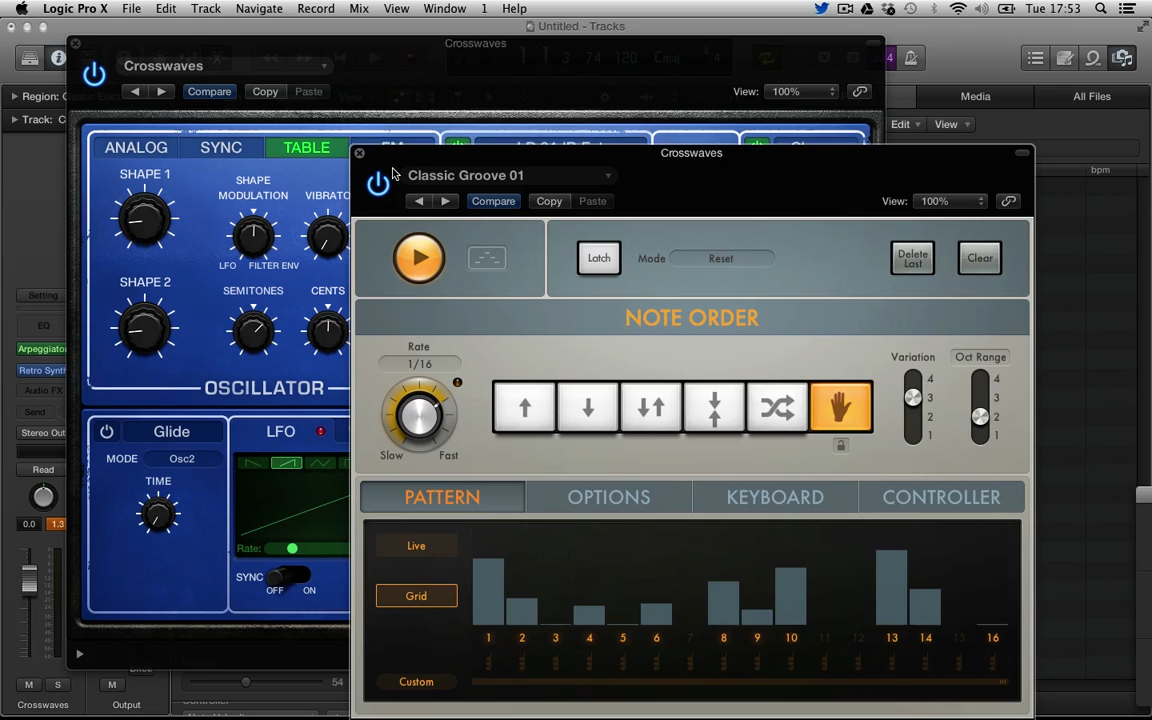 Logic Pro X File Edit Track Navigate Record Mix View Window 1 Help Tue 17:53
Untitled - Tracks
Crosswaves
Crosswaves
Compare Copy Paste View: 100%
Region:
Media All Files
Track:
Edit View
bpm
ANALOG SYNC TABLE
SHAPE 1
SHAPE MODULATION
LFO FILTER ENV
SHAPE 2
SEMITONES CENTS
OSCILLATOR
Glide LFO
MODE Osc2
TIME
Rate:
SYNC
OFF ON
Crosswaves
Classic Groove 01
Compare Copy Paste View: 100%
Latch Mode Reset Delete Last Clear
NOTE ORDER
Rate
1/16
Slow Fast
Variation
4
3
2
1
Oct Range
4
3
2
1
PATTERN OPTIONS KEYBOARD CONTROLLER
Live
Grid
Custom
1 2 3 4 5 6 7 8 9 10 11 12 13 14 15 16
Setting
EQ
Arpeggiator
Retro Synth
Audio FX
Send
Stereo Out
Read
0.0 1.3
M S M
Crosswaves Output
54